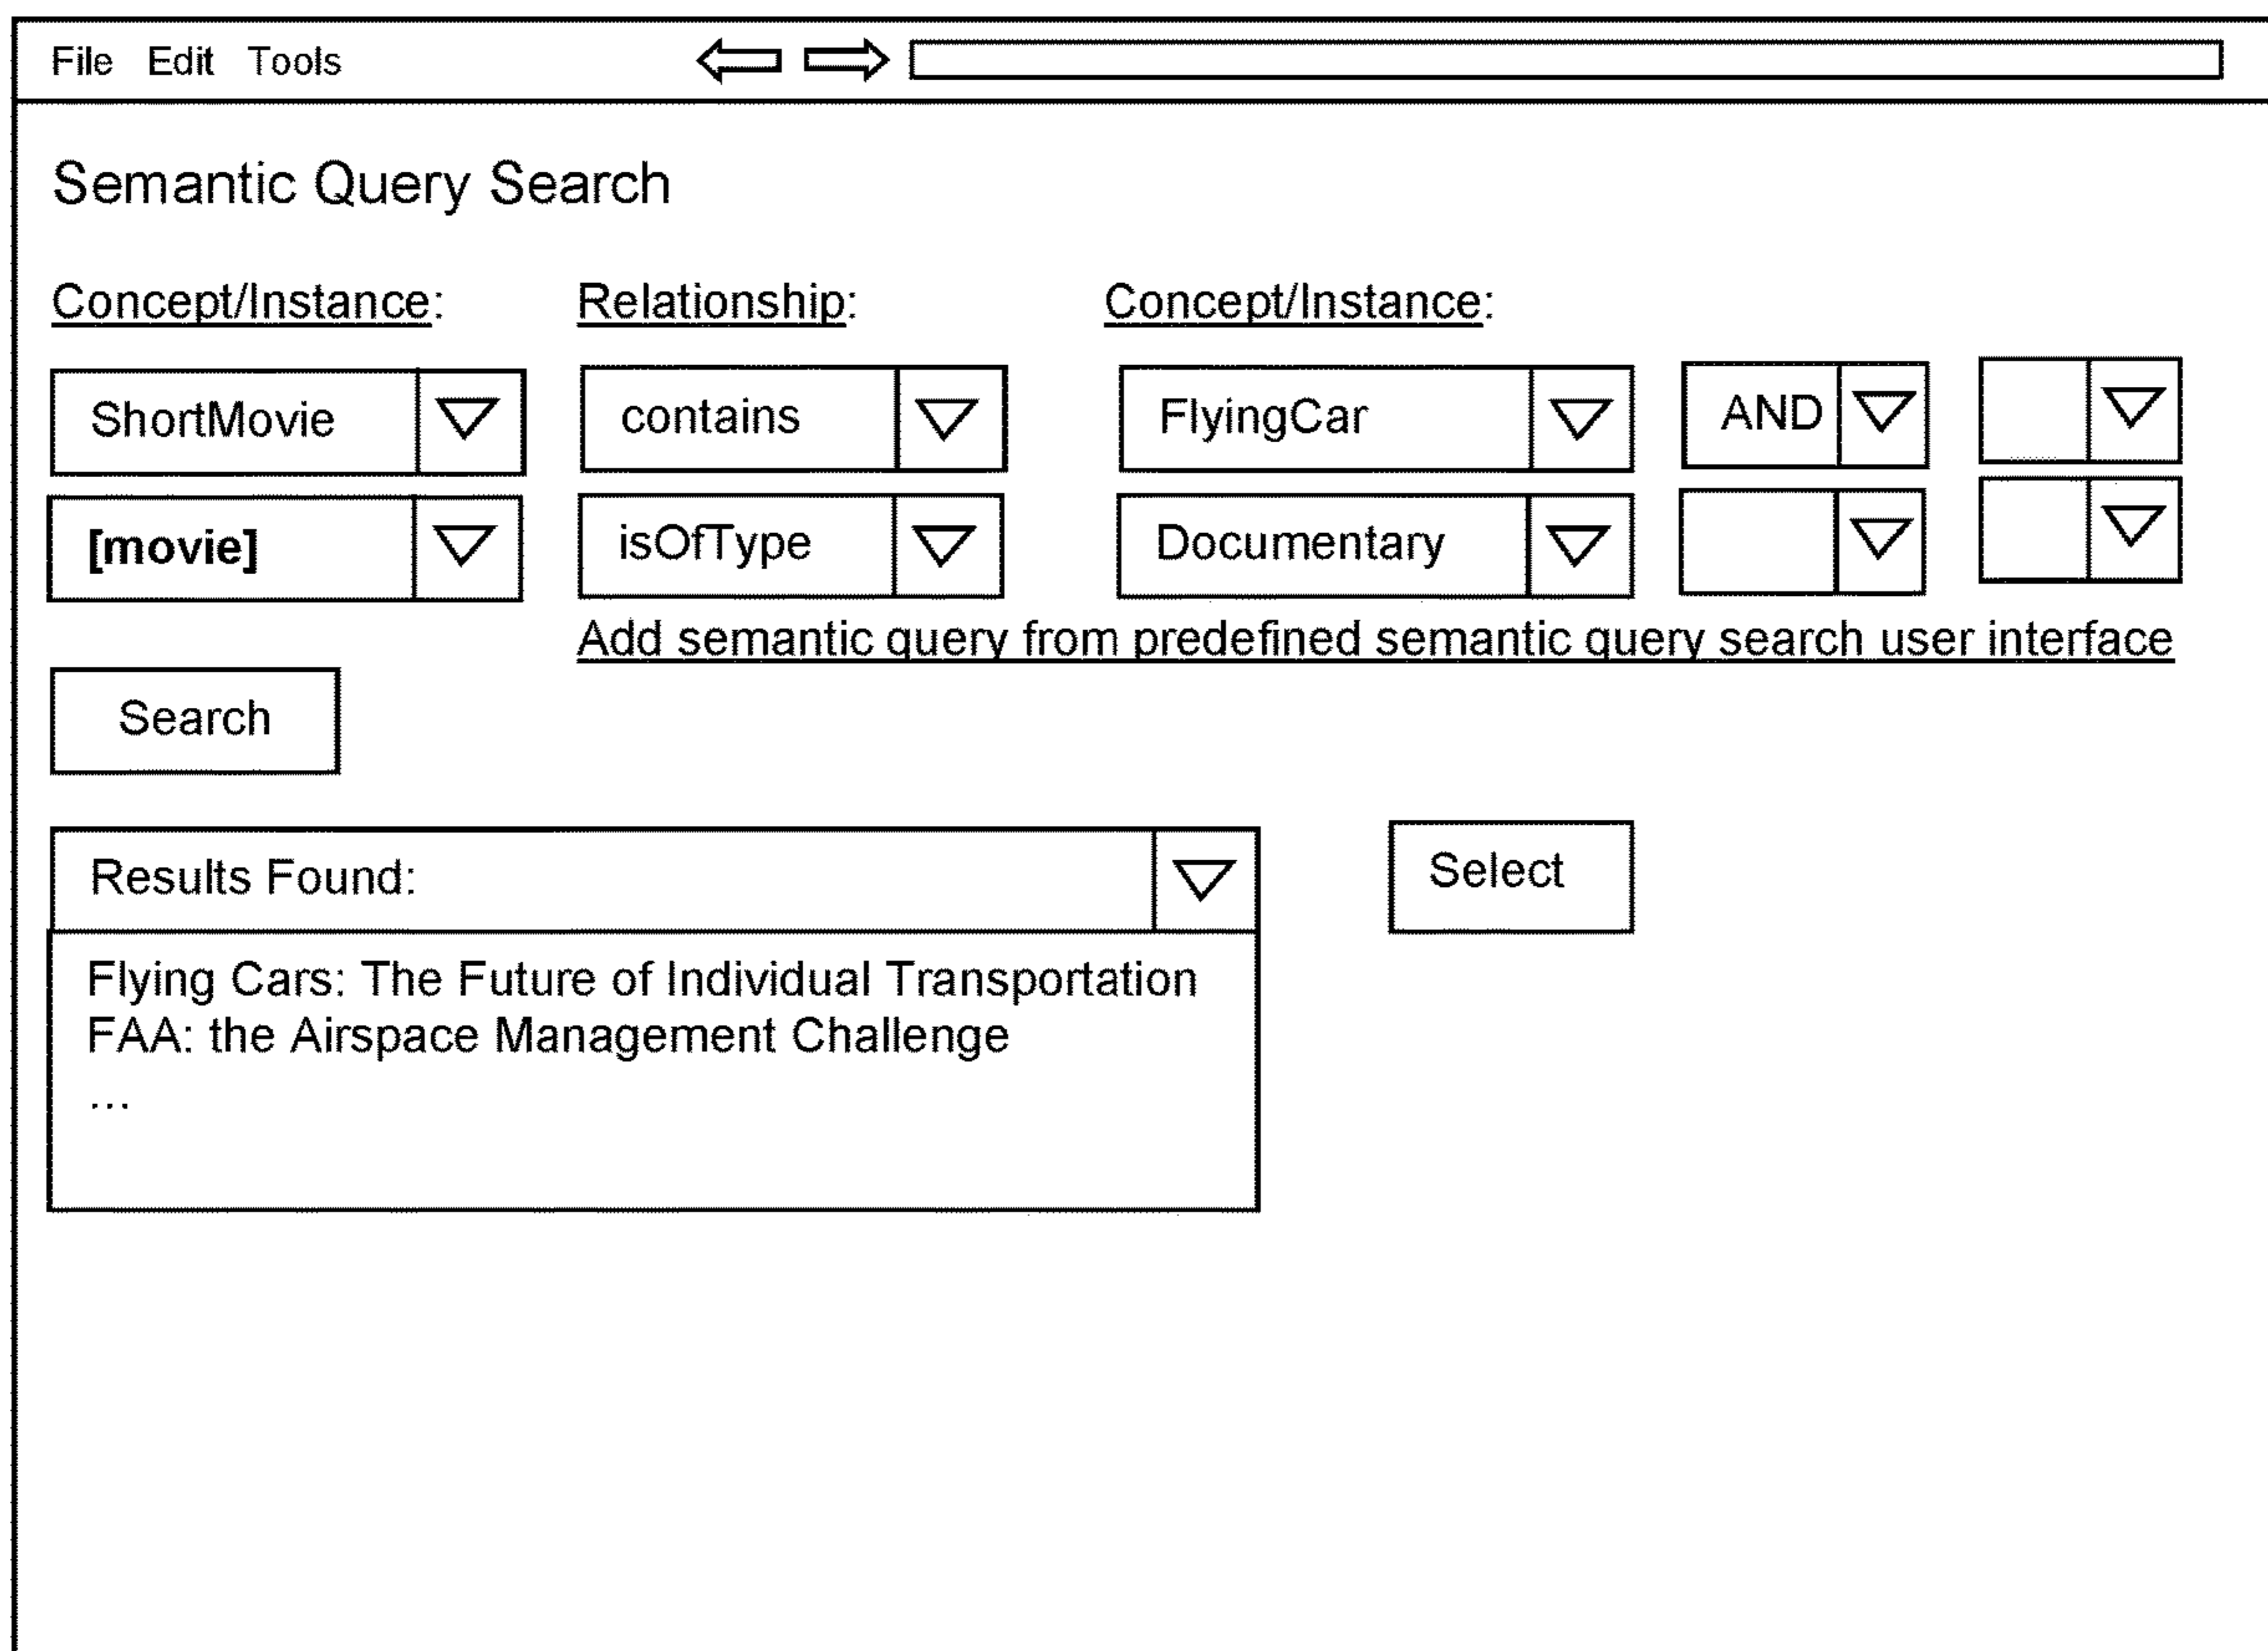 File Edit Tools
Semantic Query Search
Concept/Instance: Relationship: Concept/Instance:
ShortMovie contains FlyingCar AND
[movie] isOfType Documentary
Add semantic query from predefined semantic query search user interface
Search
Results Found: Select
Flying Cars: The Future of Individual Transportation
FAA: the Airspace Management Challenge
...